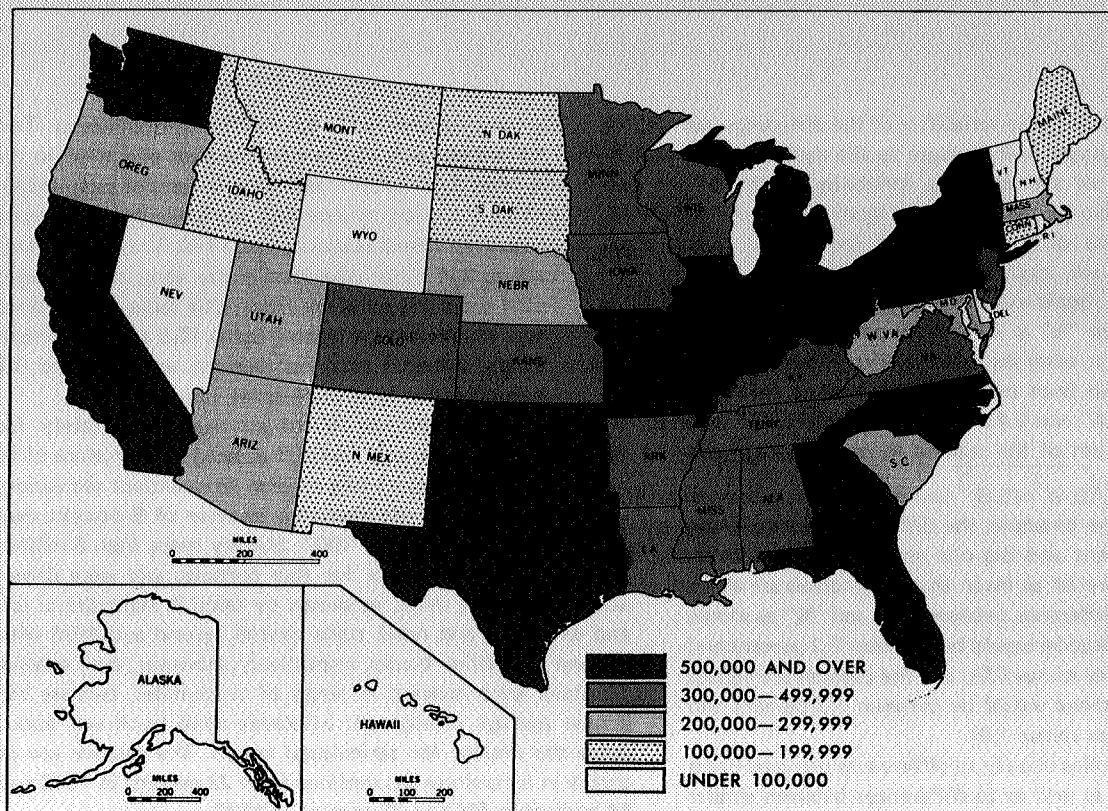 MONT
N DAK
MINN
MAINE
OREG
IDAHO
S DAK
WIS
VT
N H
MASS
CONN
R I
WYO
IOWA
NEV
NEBR
UTAH
COLO
KANS
W VA
MD
DEL
VA
KY
TENN
ARIZ
N MEX
ARK
S C
MISS
ALA
LA
MILES
0 200 400
500,000 AND OVER
300,000—499,999
200,000—299,999
100,000—199,999
UNDER 100,000
ALASKA
MILES
0 200 400
HAWAII
MILES
0 100 200